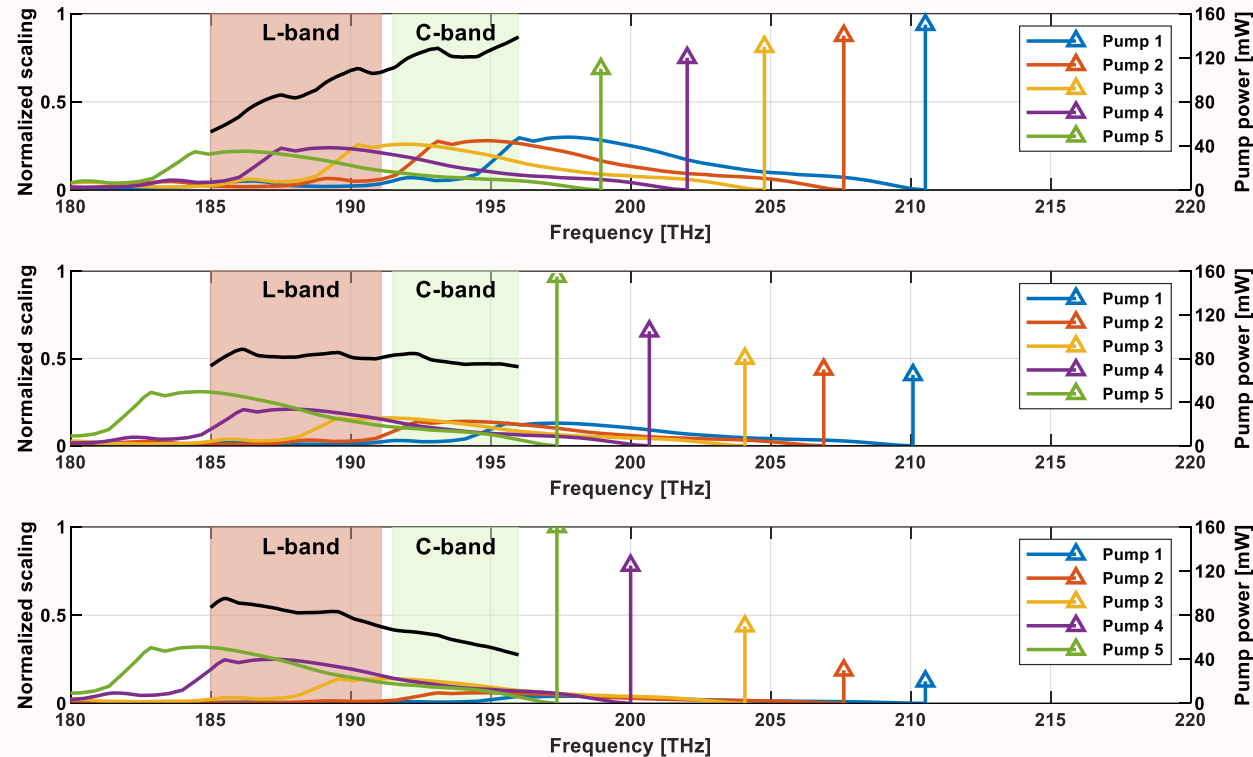 Normalized scaling
1
0.5
0
L-band
C-band
Pump 1
Pump 2
Pump 3
Pump 4
Pump 5
160
120
80
40
0
Pump power [mW]
180 185 190 195 200 205 210 215 220
Frequency [THz]
Normalized scaling
1
0.5
0
L-band
C-band
Pump 1
Pump 2
Pump 3
Pump 4
Pump 5
160
120
80
40
0
Pump power [mW]
180 185 190 195 200 205 210 215 220
Frequency [THz]
Normalized scaling
1
0.5
0
L-band
C-band
Pump 1
Pump 2
Pump 3
Pump 4
Pump 5
160
120
80
40
0
Pump power [mW]
180 185 190 195 200 205 210 215 220
Frequency [THz]